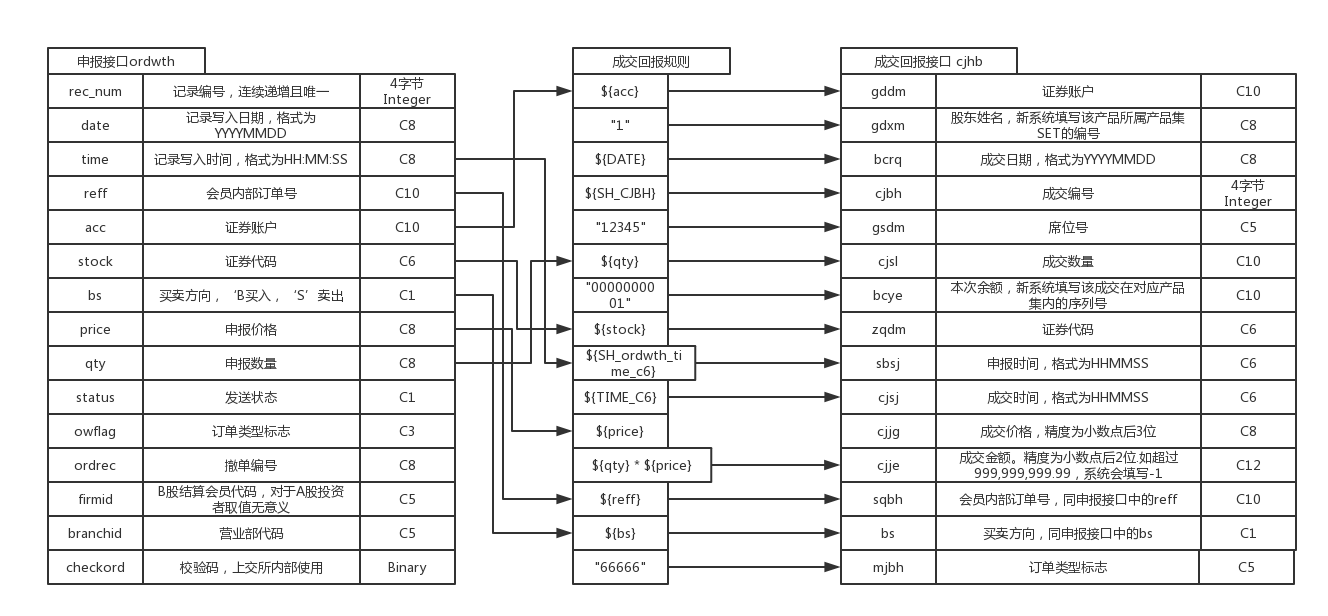 申报接口ordwth
rec_num
记录编号，连续递增且唯一
4字节
Integer
date
记录写入日期，格式为
YYYYMMDD
C8
time
记录写入时间，格式为HH:MM:SS
C8
reff
会员内部订单号
C10
acc
证券账户
C10
stock
证券代码
C6
bs
买卖方向，‘B买入，‘S’卖出
C1
price
申报价格
C8
qty
申报数量
C8
status
发送状态
C1
owflag
订单类型标志
C3
ordrec
撤单编号
C8
firmid
B股结算会员代码，对于A股投资
者取值无意义
C5
branchid
营业部代码
C5
checkord
校验码，上交所内部使用
Binary
成交回报规则
${acc}
"1"
${DATE}
${SH_CJBH}
"12345"
${qty}
"000000000
01"
${stock}
${SH_ordwth_ti
me_c6}
${TIME_C6}
${price}
${qty} * ${price}
${reff}
${bs}
"66666"
成交回报接口 cjhb
gddm
证券账户
C10
gdxm
股东姓名，新系统填写该产品所属产品集
SET的编号
C8
bcrq
成交日期，格式为YYYYMMDD
C8
cjbh
成交编号
4字节
Integer
gsdm
席位号
C5
cjsl
成交数量
C10
bcye
本次余额，新系统填写该成交在对应产品
集内的序列号
C10
zqdm
证券代码
C6
sbsj
申报时间，格式为HHMMSS
C6
cjsj
成交时间，格式为HHMMSS
C6
cjjg
成交价格，精度为小数点后3位
C8
cjje
成交金额。精度为小数点后2位.如超过
999,999,999.99，系统会填写-1
C12
sqbh
会员内部订单号，同申报接口中的reff
C10
bs
买卖方向，同申报接口中的bs
C1
mjbh
订单类型标志
C5